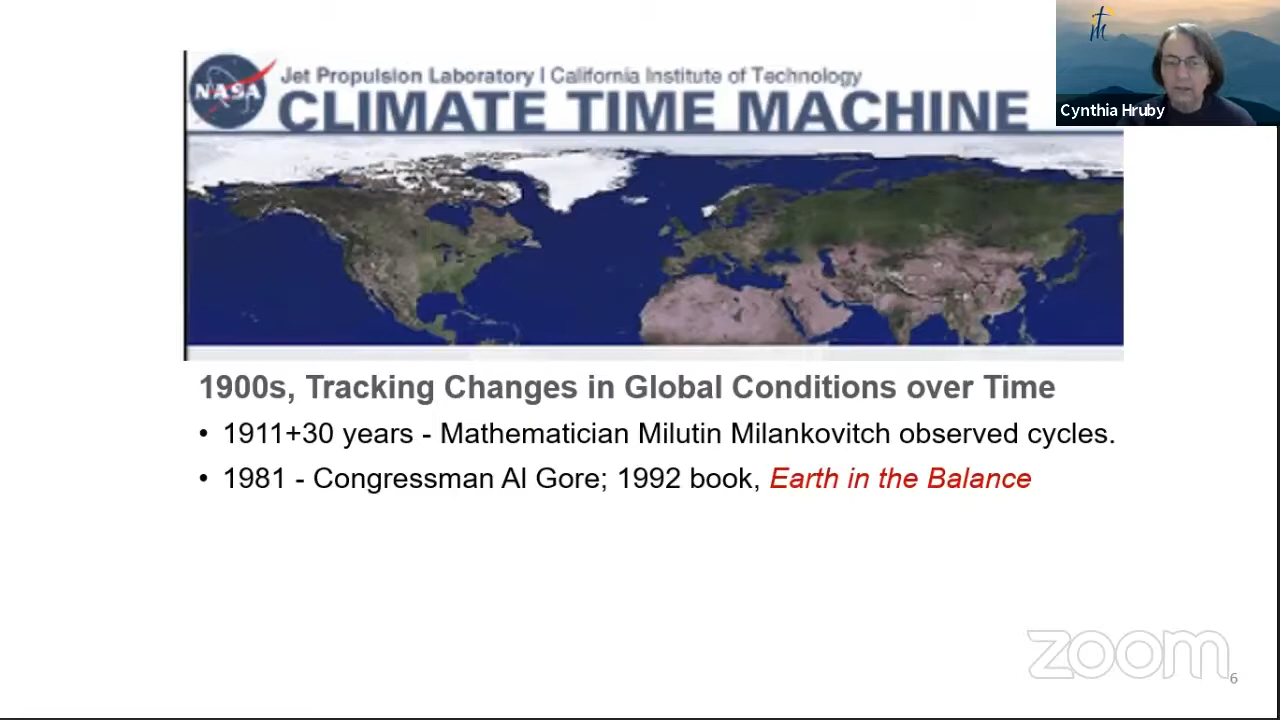 NASA
Jet Propulsion Laboratory | California Institute of Technology
CLIMATE TIME MACHINE
Cynthia Hruby
1900s, Tracking Changes in Global Conditions over Time
• 1911+30 years - Mathematician Milutin Milankovitch observed cycles.
• 1981 - Congressman Al Gore; 1992 book, Earth in the Balance
zoom
6